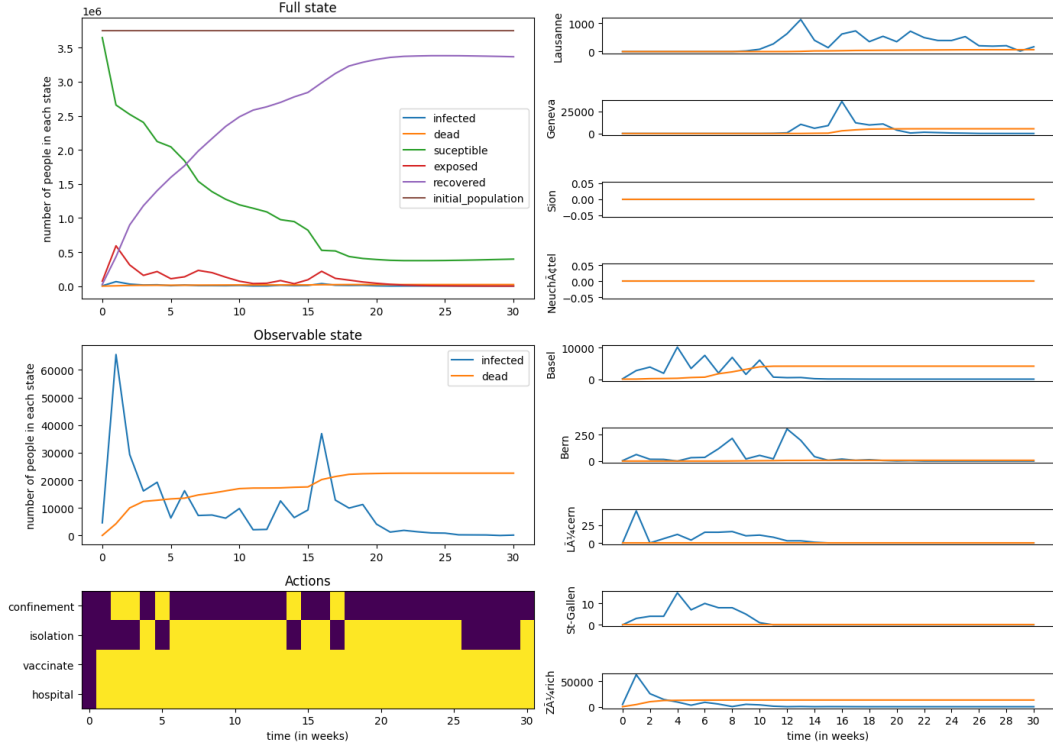 Full state
1e6
3.5
3.0
2.5
2.0
1.5
1.0
0.5
0.0
number of people in each state
infected
dead
suceptible
exposed
recovered
initial_population
0 5 10 15 20 25 30
Observable state
60000
50000
40000
30000
20000
10000
0
number of people in each state
infected
dead
0 5 10 15 20 25 30
Actions
confinement
isolation
vaccinate
hospital
0 5 10 15 20 25 30
time (in weeks)
Lausanne
1000
0
Geneva
25000
0
Sion
0.05
0.00
−0.05
NeuchÃ¢tel
0.05
0.00
−0.05
Basel
10000
0
Bern
250
0
LÃ¼cern
25
0
St-Gallen
10
0
ZÃ¼rich
50000
0
0 2 4 6 8 10 12 14 16 18 20 22 24 26 28 30
time (in weeks)